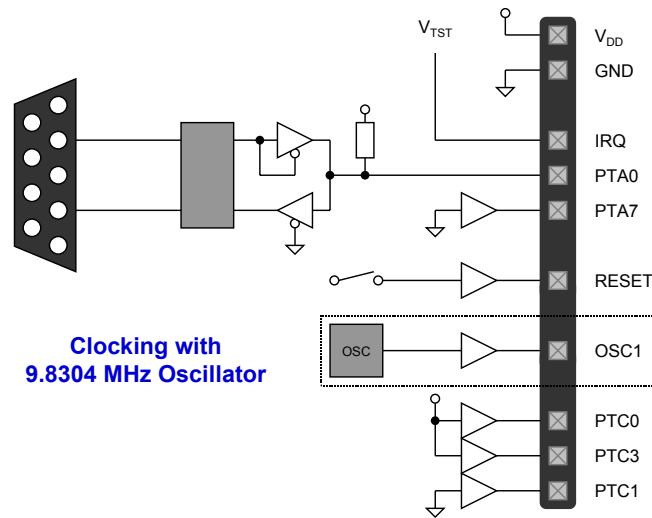 V_TST
V_DD
GND
IRQ
PTA0
PTA7
RESET
OSC
OSC1
Clocking with
9.8304 MHz Oscillator
PTC0
PTC3
PTC1